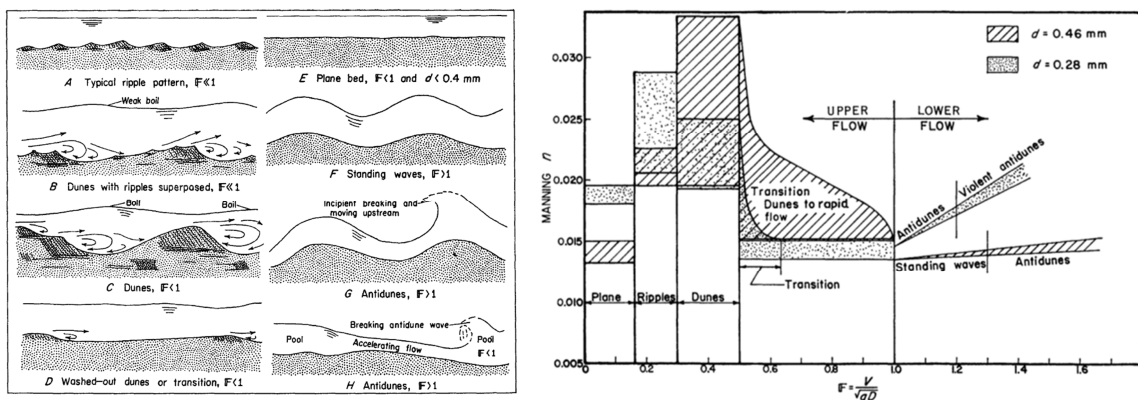 A Typical ripple pattern, 𝔽≪1
Weak boil
B Dunes with ripples superposed, 𝔽≪1
Boil
Boil
C Dunes, 𝔽<1
D Washed–out dunes or transition, 𝔽<1
E Plane bed, 𝔽<1 and d<0.4 mm
F Standing waves, 𝔽>1
Incipient breaking and
moving upstream
G Antidunes, 𝔽>1
Breaking antidune wave
Pool
Accelerating flow
Pool
𝔽<1
H Antidunes, 𝔽>1
MANNING n
0.030
0.025
0.020
0.015
0.010
0.005
d = 0.46 mm
d = 0.28 mm
UPPER
FLOW
LOWER
FLOW
Transition
Dunes to rapid
flow
Antidunes
Violent antidunes
Standing waves
Antidunes
Transition
Plane
Ripples
Dunes
0 0.2 0.4 0.6 0.8 1.0 1.2 1.4 1.6
𝔽=V/√gD